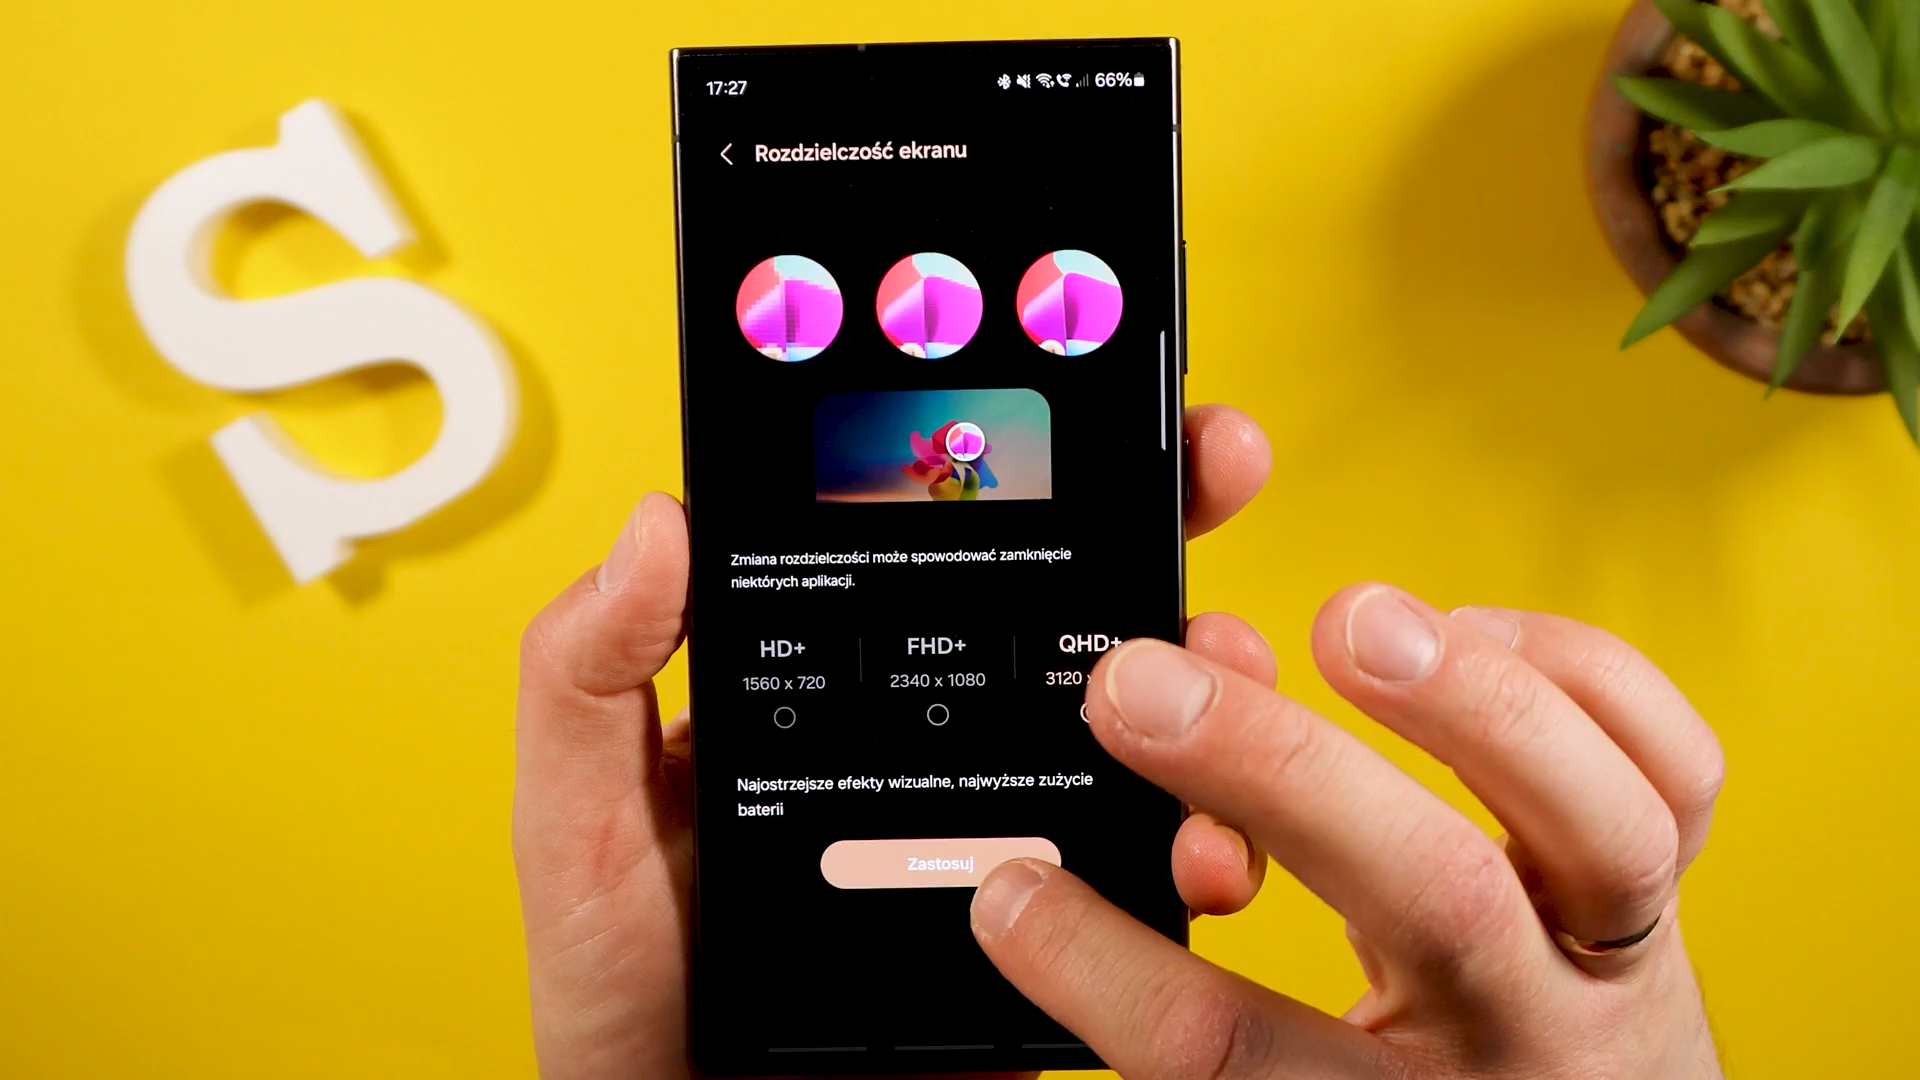 S
17:27
66%
Rozdzielczość ekranu
Zmiana rozdzielczości może spowodować zamknięcie
niektórych aplikacji.
HD+ FHD+ QHD+
1560 x 720 2340 x 1080 3120
Najostrzejsze efekty wizualne, najwyższe zużycie
baterii
Zastosuj